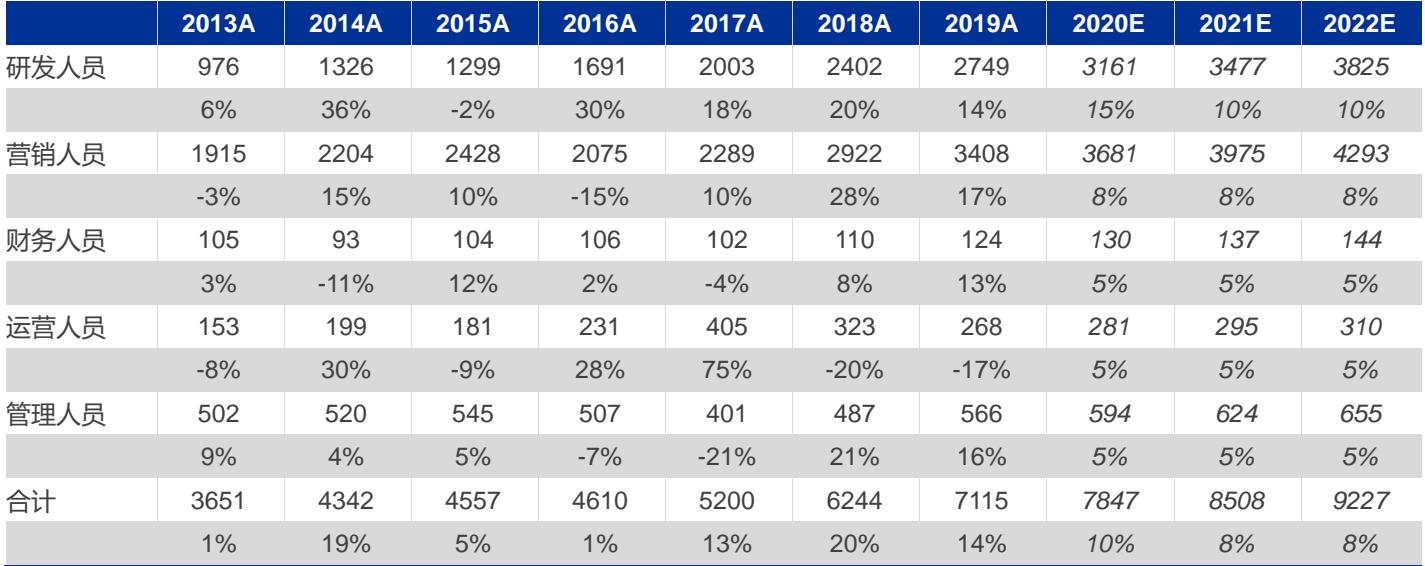 2013A 2014A 2015A 2016A 2017A 2018A 2019A 2020E 2021E 2022E
研发人员 976 1326 1299 1691 2003 2402 2749 3161 3477 3825
6% 36% -2% 30% 18% 20% 14% 15% 10% 10%
营销人员 1915 2204 2428 2075 2289 2922 3408 3681 3975 4293
-3% 15% 10% -15% 10% 28% 17% 8% 8% 8%
财务人员 105 93 104 106 102 110 124 130 137 144
3% -11% 12% 2% -4% 8% 13% 5% 5% 5%
运营人员 153 199 181 231 405 323 268 281 295 310
-8% 30% -9% 28% 75% -20% -17% 5% 5% 5%
管理人员 502 520 545 507 401 487 566 594 624 655
9% 4% 5% -7% -21% 21% 16% 5% 5% 5%
合计 3651 4342 4557 4610 5200 6244 7115 7847 8508 9227
1% 19% 5% 1% 13% 20% 14% 10% 8% 8%